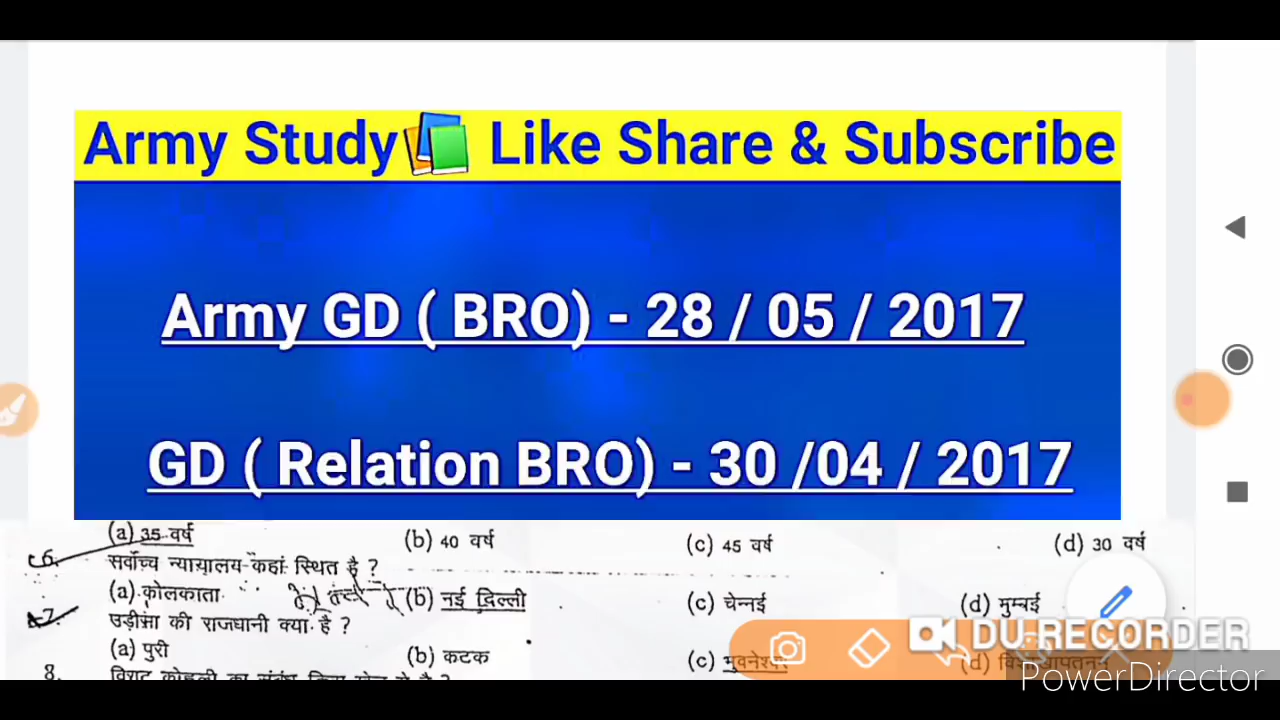 Army Study Like Share & Subscribe
Army GD ( BRO) - 28 / 05 / 2017
GD ( Relation BRO) - 30 /04 / 2017
(a) 35 वर्ष (b) 40 वर्ष (c) 45 वर्ष (d) 30 वर्ष
6. सर्वोच्च न्यायालय कहां स्थित है ?
(a) कोलकाता (b) नई दिल्ली (c) चेन्नई (d) मुम्बई
7. उड़ीसा की राजधानी क्या है ?
(a) पुरी (b) कटक (c) भुवनेश्वर (d)
8.
DU RECORDER
PowerDirector